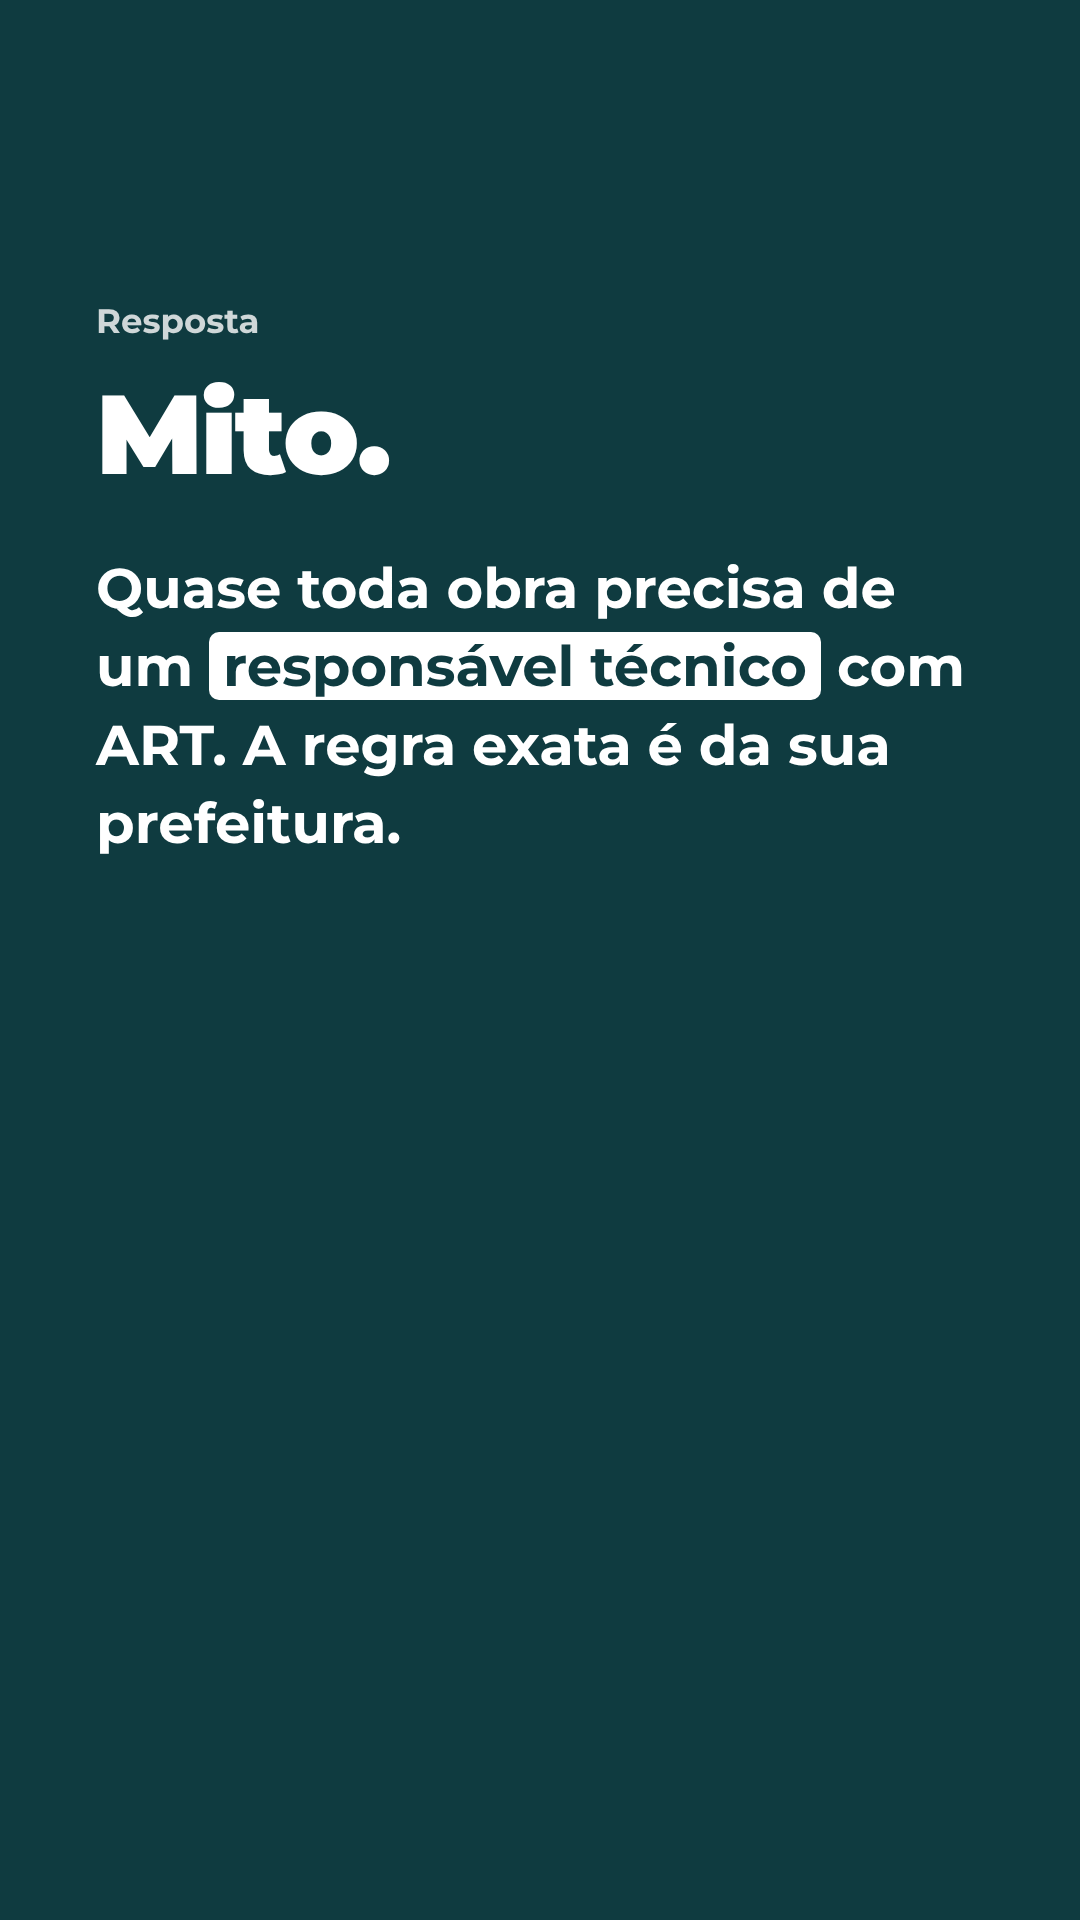 Resposta
Mito.
Quase toda obra precisa de
um responsável técnico com
ART. A regra exata é da sua
prefeitura.